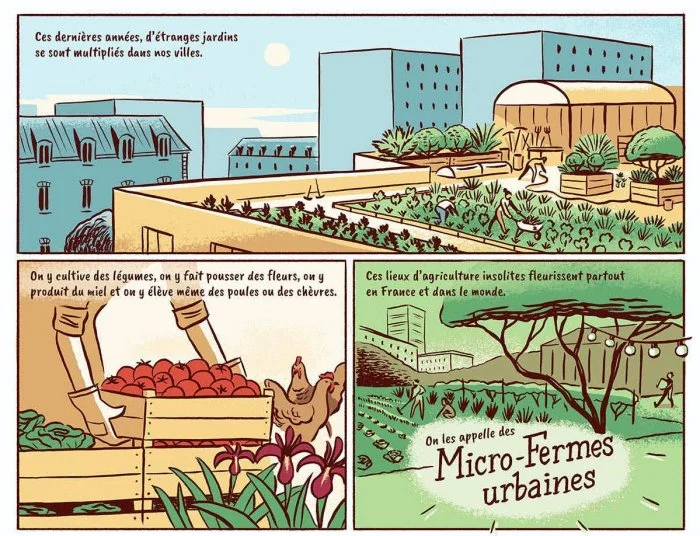 Ces dernières années, d'étranges jardins
se sont multipliés dans nos villes.
On y cultive des légumes, on y fait pousser des fleurs, on y
produit du miel et on y élève même des poules ou des chèvres.
Ces lieux d'agriculture insolites fleurissent partout
en France et dans le monde.
On les appelle des
Micro-Fermes
urbaines